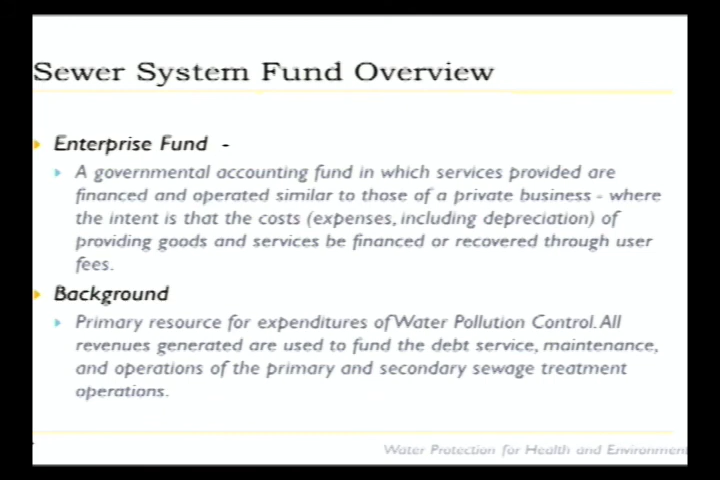 Sewer System Fund Overview
Enterprise Fund -
A governmental accounting fund in which services provided are
financed and operated similar to those of a private business - where
the intent is that the costs (expenses, including depreciation) of
providing goods and services be financed or recovered through user
fees.
Background
Primary resource for expenditures of Water Pollution Control. All
revenues generated are used to fund the debt service, maintenance,
and operations of the primary and secondary sewage treatment
operations.
Water Protection for Health and Environment